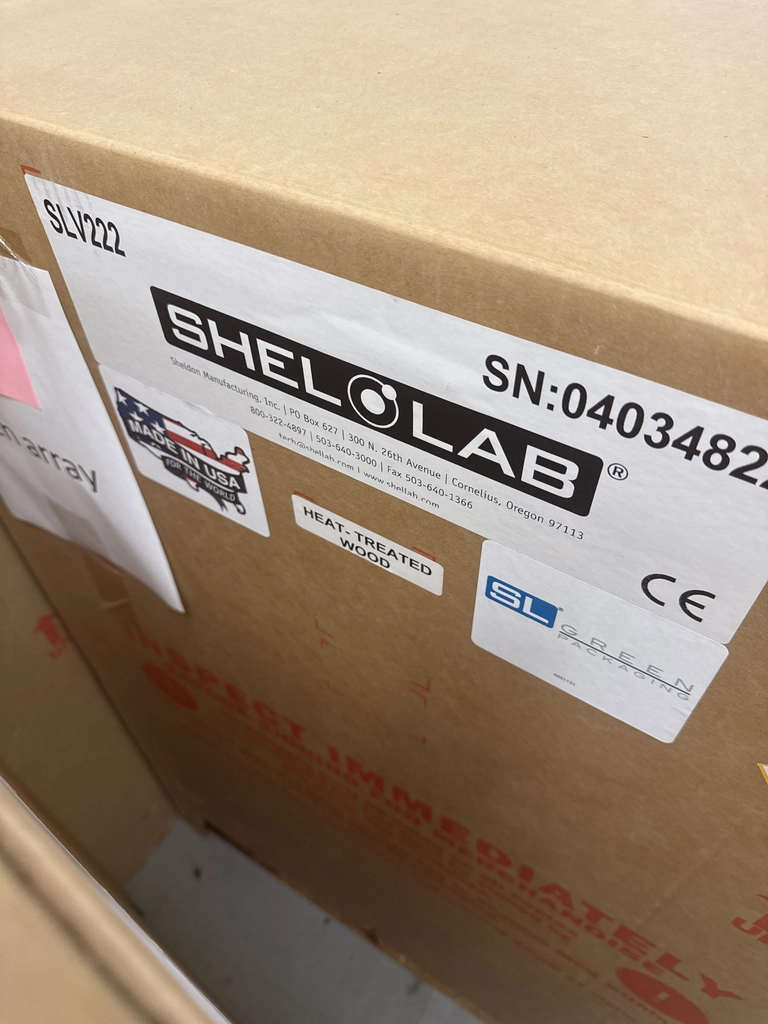 SLV222
SHEL LAB®
SN:0403482
Sheldon Manufacturing, Inc. | PO Box 627 | 300 N. 26th Avenue | Cornelius, Oregon 97113
800-322-4897 | 503-640-3000 | Fax 503-640-1366
tech@shellab.com | www.shellab.com
MADE IN USA
FOR THE WORLD
array
HEAT-TREATED
WOOD
CE
SL®
GREEN
PACKAGING
INSPECT IMMEDIATELY